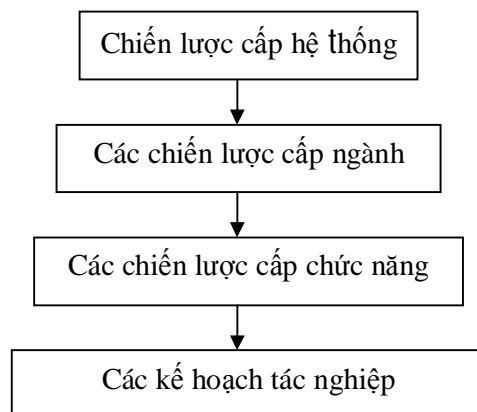 Chiến lược cấp hệ thống
Các chiến lược cấp ngành
Các chiến lược cấp chức năng
Các kế hoạch tác nghiệp